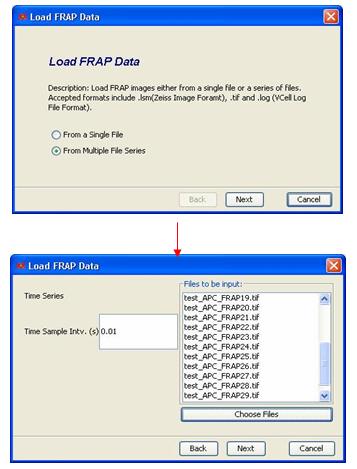 Load FRAP Data
Load FRAP Data
Description: Load FRAP images either from a single file or a series of files.
Accepted formats include .lsm(Zeiss Image Foramt), .tif and .log (VCell Log
File Format).
From a Single File
From Multiple File Series
Back
Next
Cancel
Load FRAP Data
Time Series
Time Sample Intv. (s)
0.01
Files to be input:
test_APC_FRAP19.tif
test_APC_FRAP20.tif
test_APC_FRAP21.tif
test_APC_FRAP22.tif
test_APC_FRAP23.tif
test_APC_FRAP24.tif
test_APC_FRAP25.tif
test_APC_FRAP26.tif
test_APC_FRAP27.tif
test_APC_FRAP28.tif
test_APC_FRAP29.tif
Choose Files
Back
Next
Cancel